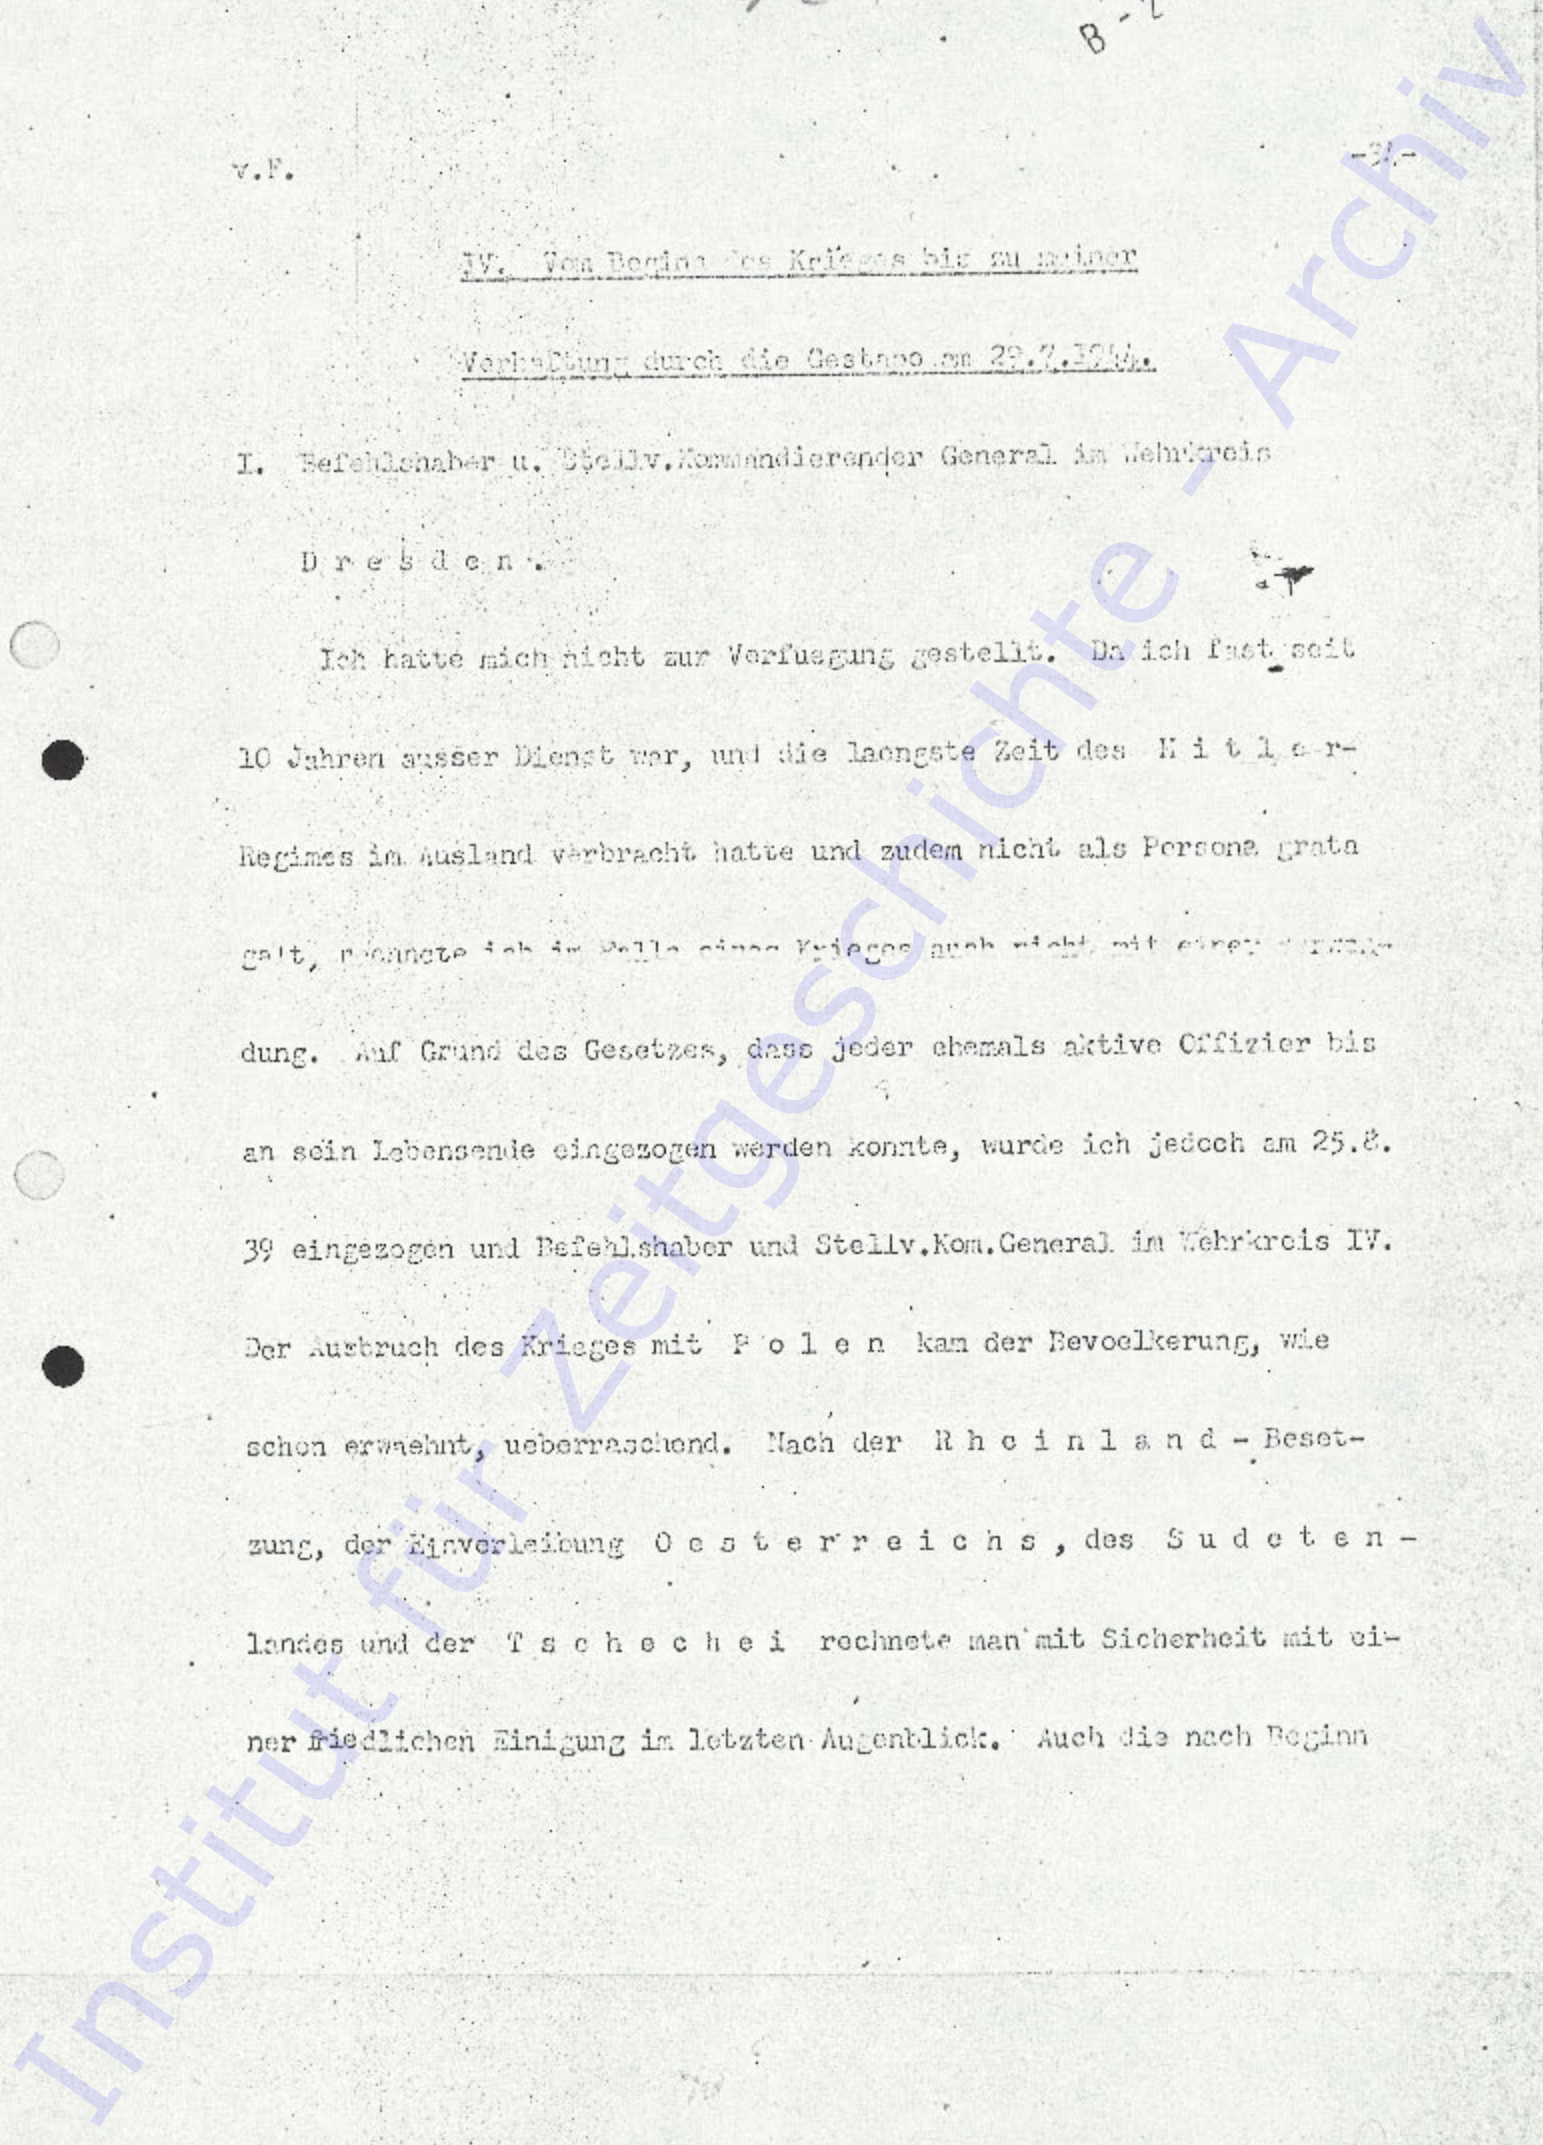 B-
v.F.
IV. Vom Beginn des Krieges bis zu meiner
Verhaftung durch die Gestapo am 29.7.1944.
I. Befehlshaber u. Stellv.Kommandierender General im Wehrkreis
D r e s d e n .
Ich hatte mich nicht zur Verfuegung gestellt. Da ich fast seit
10 Jahren ausser Dienst war, und die laengste Zeit des H i t l e r-
Regimes im Ausland verbracht hatte und zudem nicht als Persona grata
galt, rechnete ich im Falle eines Krieges auch nicht mit einer
dung. Auf Grund des Gesetzes, dass jeder ehemals aktive Offizier bis
an sein Lebensende eingezogen werden konnte, wurde ich jedoch am 25.8.
39 eingezogen und Befehlshaber und Stellv.Kom.General im Wehrkreis IV.
Der Ausbruch des Krieges mit P o l e n kam der Bevoelkerung, wie
schon erwaehnt, ueberraschend. Nach der R h e i n l a n d - Beset-
zung, der Einverleibung O e s t e r r e i c h s , des S u d e t e n -
landes und der T s c h e c h e i rechnete man mit Sicherheit mit ei-
ner friedlichen Einigung im letzten Augenblick. Auch die nach Beginn
Institut für Zeitgeschichte - Archiv